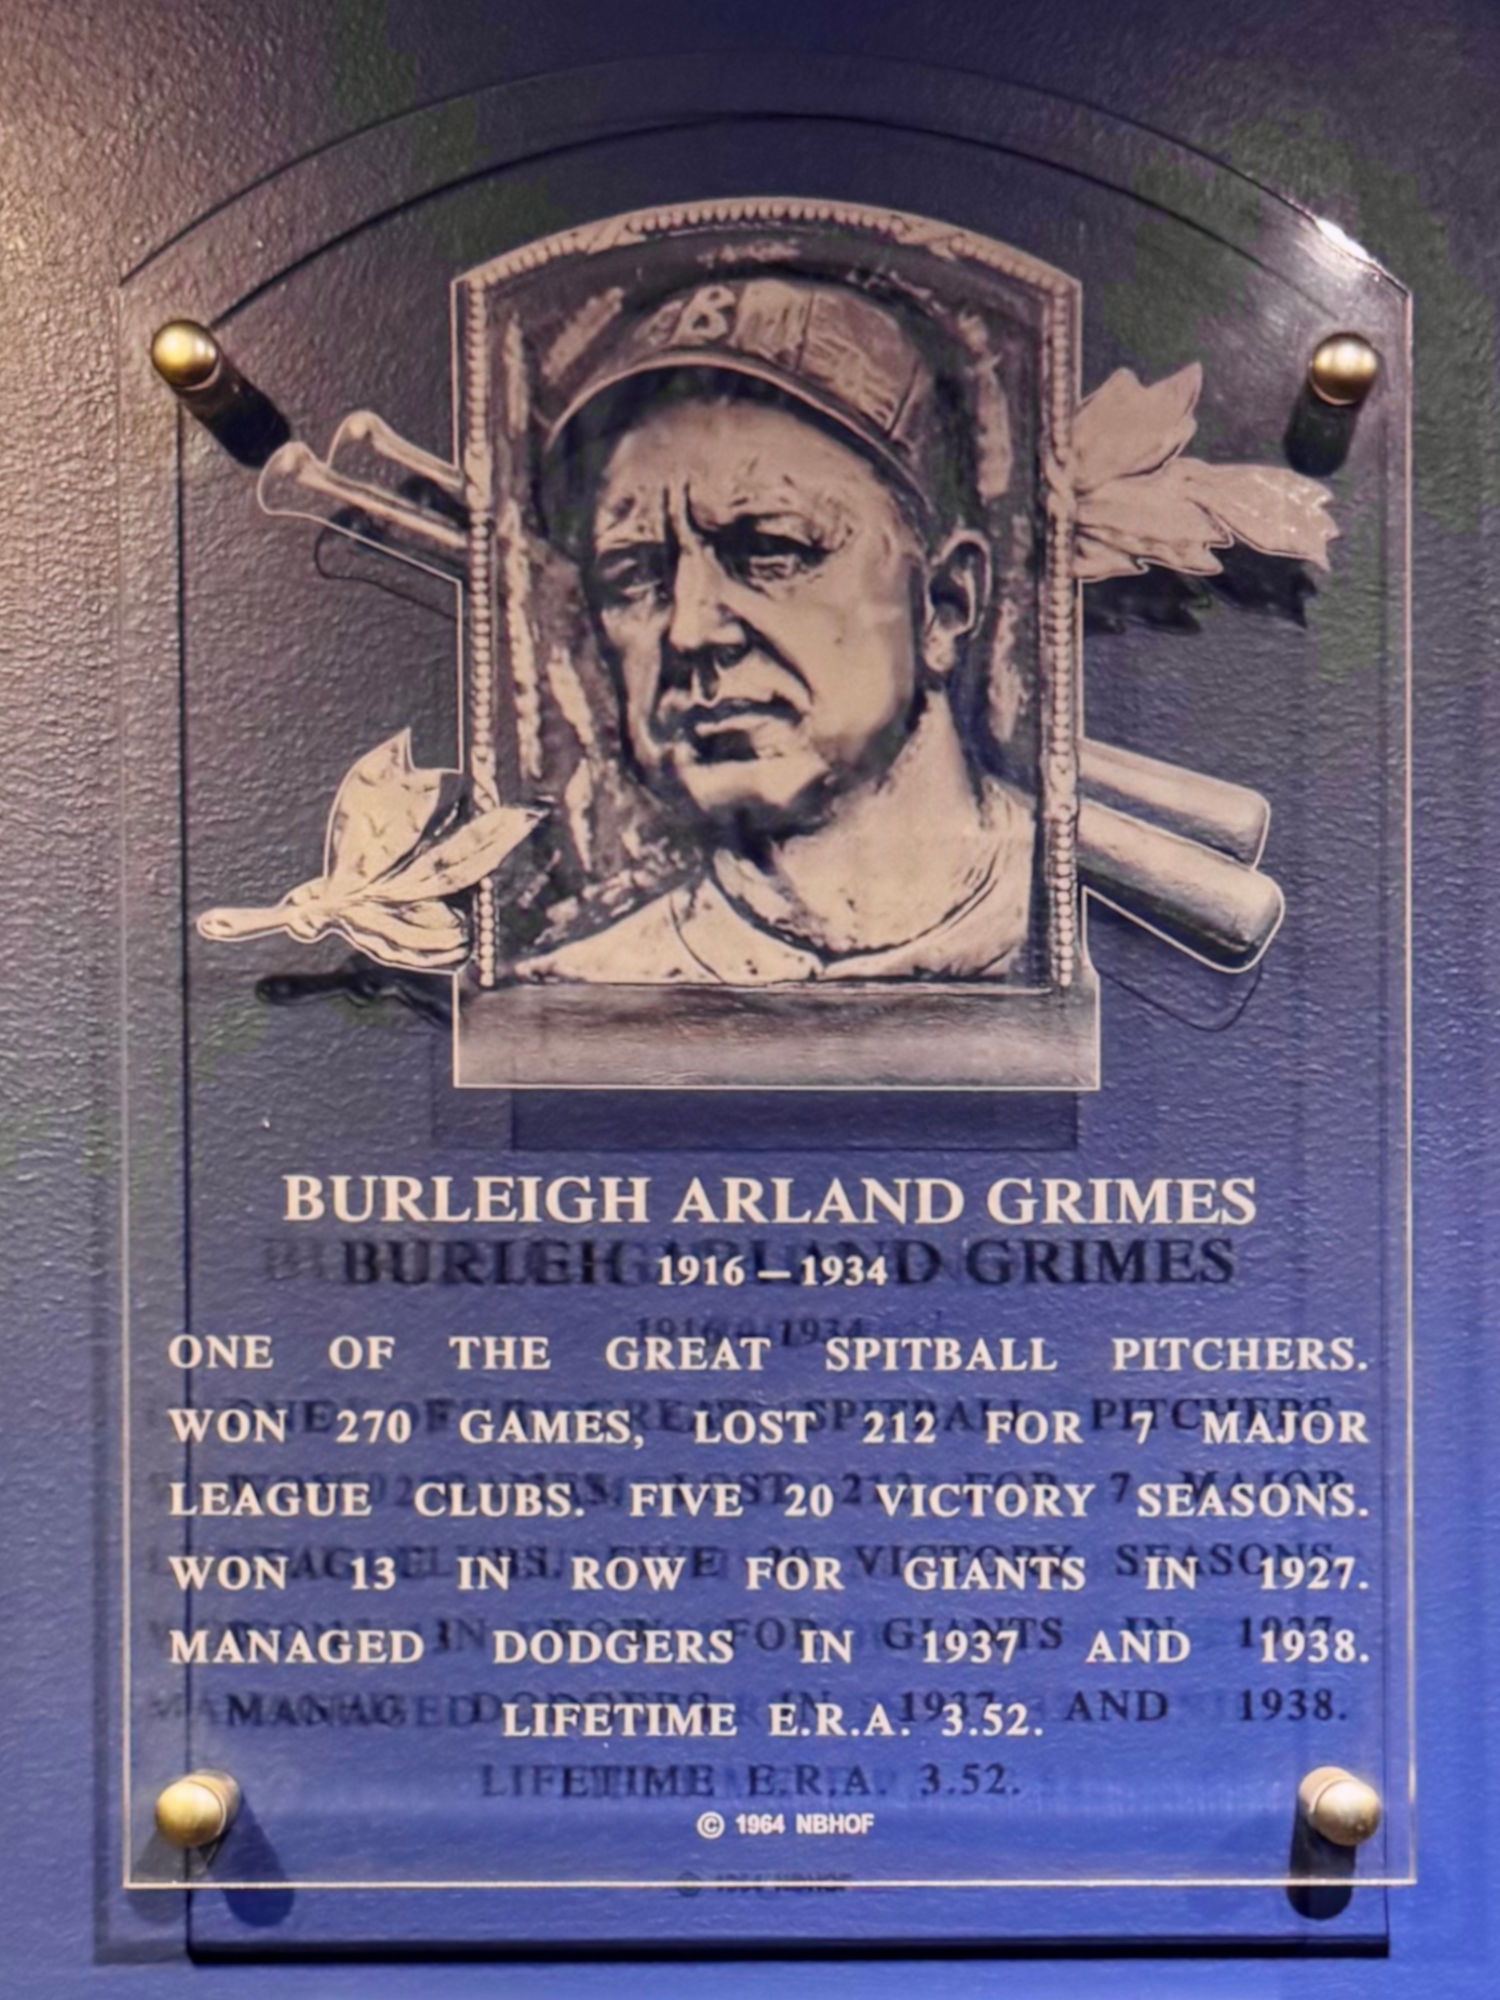 B
BURLEIGH ARLAND GRIMES
1916 – 1934
ONE OF THE GREAT SPITBALL PITCHERS.
WON 270 GAMES, LOST 212 FOR 7 MAJOR
LEAGUE CLUBS. FIVE 20 VICTORY SEASONS.
WON 13 IN ROW FOR GIANTS IN 1927.
MANAGED DODGERS IN 1937 AND 1938.
LIFETIME E.R.A. 3.52.
© 1964 NBHOF